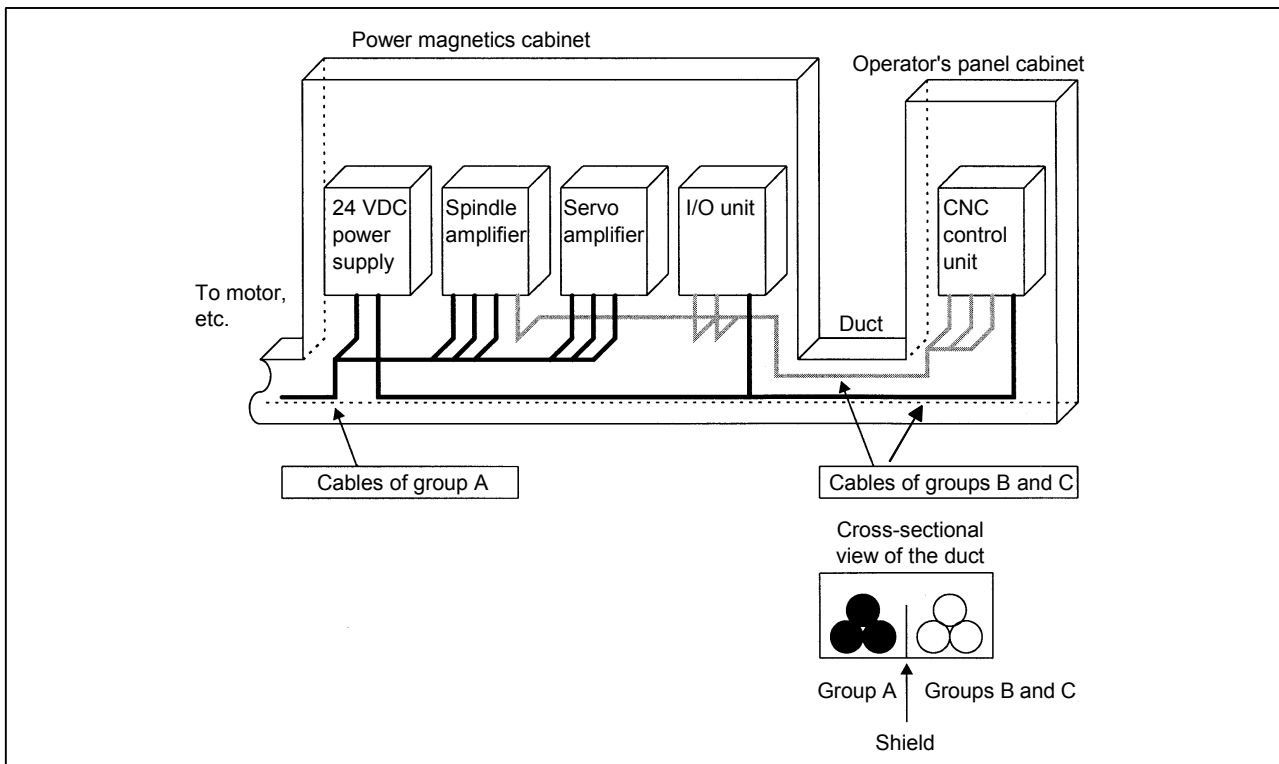 Power magnetics cabinet
Operator's panel cabinet
24 VDC
power
supply
Spindle
amplifier
Servo
amplifier
I/O unit
CNC
control
unit
To motor,
etc.
Duct
Cables of group A
Cables of groups B and C
Cross-sectional
view of the duct
Group A
Groups B and C
Shield